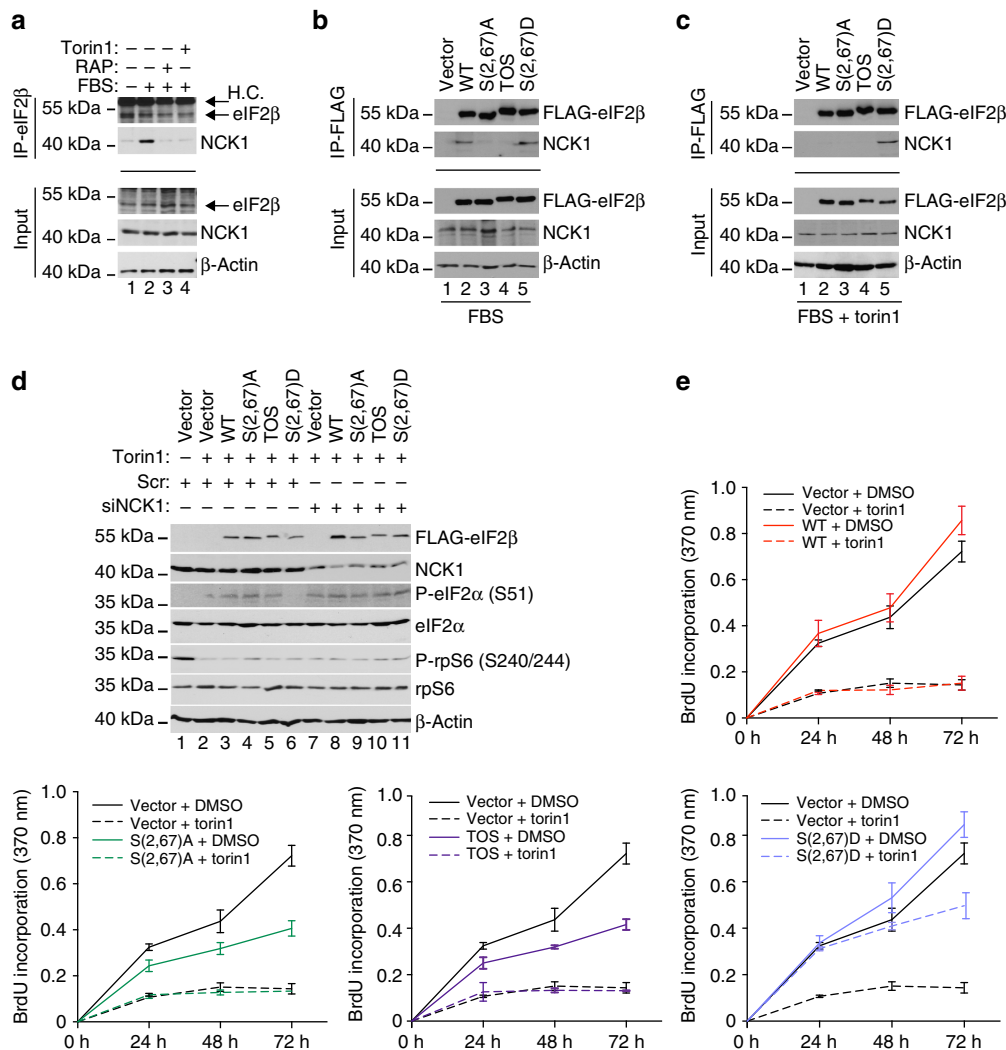 a
Torin1: – – – +
RAP: – – + –
FBS: – + + +
IP-eIF2β
55 kDa
H.C.
eIF2β
40 kDa
NCK1
Input
55 kDa
eIF2β
40 kDa
NCK1
40 kDa
β-Actin
1 2 3 4
b
Vector WT S(2,67)A TOS S(2,67)D
IP-FLAG
55 kDa
FLAG-eIF2β
40 kDa
NCK1
Input
55 kDa
FLAG-eIF2β
40 kDa
NCK1
40 kDa
β-Actin
1 2 3 4 5
FBS
c
Vector WT S(2,67)A TOS S(2,67)D
IP-FLAG
55 kDa
FLAG-eIF2β
40 kDa
NCK1
Input
55 kDa
FLAG-eIF2β
40 kDa
NCK1
40 kDa
β-Actin
1 2 3 4 5
FBS + torin1
d
Vector Vector WT S(2,67)A TOS S(2,67)D Vector WT S(2,67)A TOS S(2,67)D
Torin1: – + + + + + + + + + +
Scr: + + + + + + – – – – –
siNCK1: – – – – – – + + + + +
55 kDa
FLAG-eIF2β
40 kDa
NCK1
35 kDa
P-eIF2α (S51)
35 kDa
eIF2α
35 kDa
P-rpS6 (S240/244)
35 kDa
rpS6
40 kDa
β-Actin
1 2 3 4 5 6 7 8 9 10 11
e
BrdU incorporation (370 nm)
1.0
0.8
0.6
0.4
0.2
0
Vector + DMSO
Vector + torin1
WT + DMSO
WT + torin1
0 h 24 h 48 h 72 h
BrdU incorporation (370 nm)
1.0
0.8
0.6
0.4
0.2
0
Vector + DMSO
Vector + torin1
S(2,67)A + DMSO
S(2,67)A + torin1
0 h 24 h 48 h 72 h
BrdU incorporation (370 nm)
1.0
0.8
0.6
0.4
0.2
0
Vector + DMSO
Vector + torin1
TOS + DMSO
TOS + torin1
0 h 24 h 48 h 72 h
BrdU incorporation (370 nm)
1.0
0.8
0.6
0.4
0.2
0
Vector + DMSO
Vector + torin1
S(2,67)D + DMSO
S(2,67)D + torin1
0 h 24 h 48 h 72 h